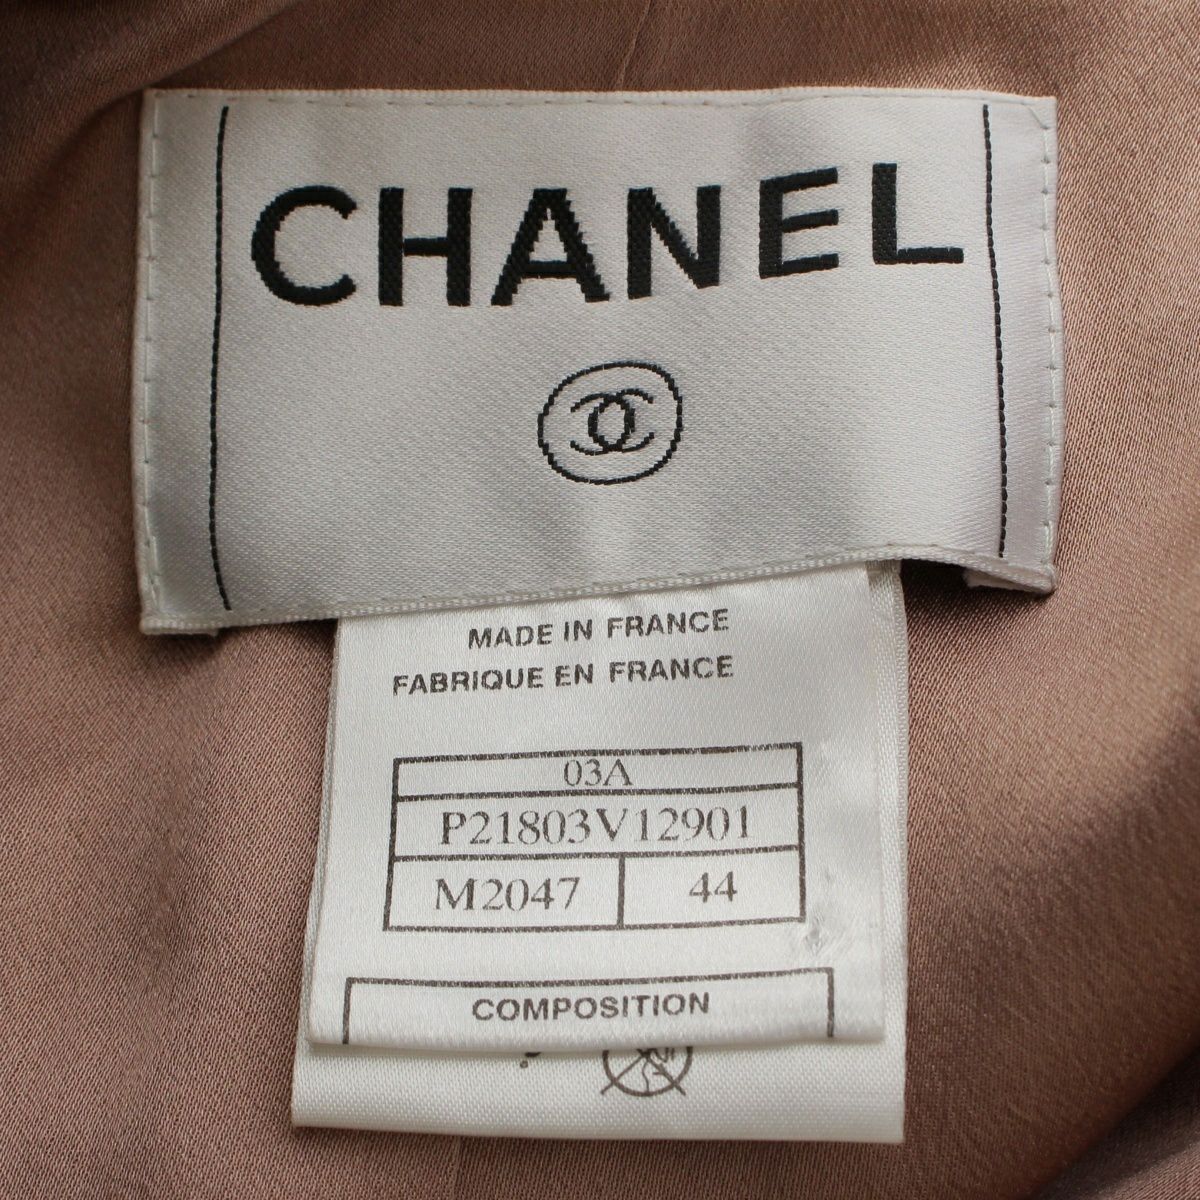 CHANEL
MADE IN FRANCE
FABRIQUE EN FRANCE
03A
P21803V12901
M2047 44
COMPOSITION